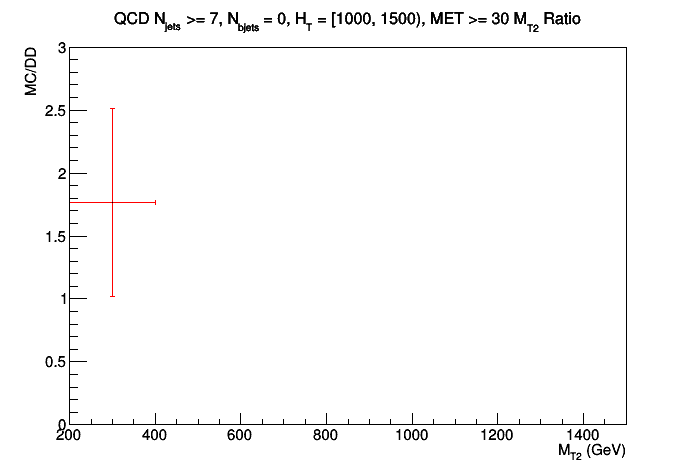 QCD N_jets >= 7, N_bjets = 0, H_T = [1000, 1500), MET >= 30 M_T2 Ratio
MC/DD
3
2.5
2
1.5
1
0.5
0
200 400 600 800 1000 1200 1400
M_T2 (GeV)